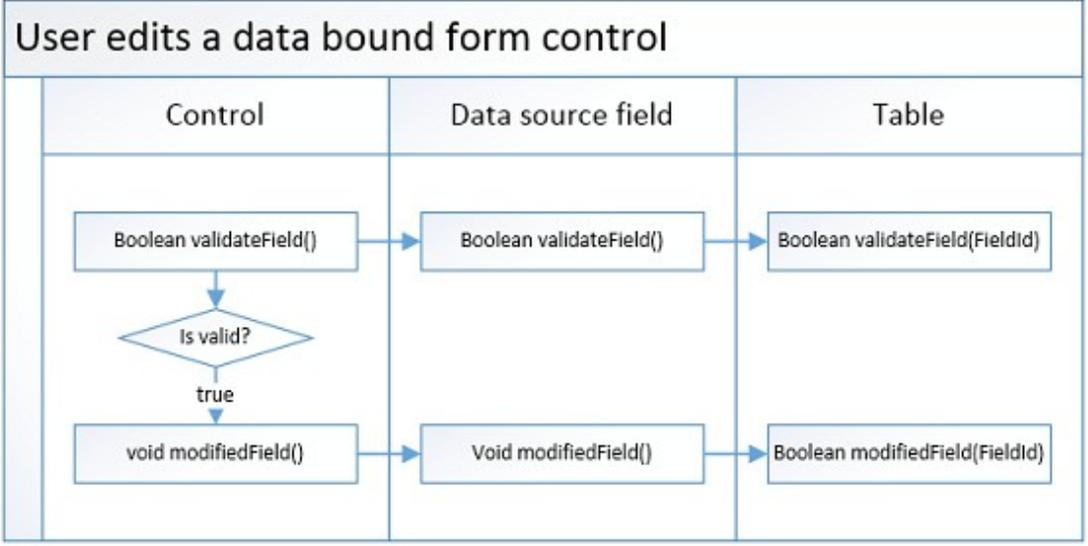 User edits a data bound form control
Control
Data source field
Table
Boolean validateField()
Boolean validateField()
Boolean validateField(FieldId)
Is valid?
true
void modifiedField()
Void modifiedField()
Boolean modifiedField(FieldId)